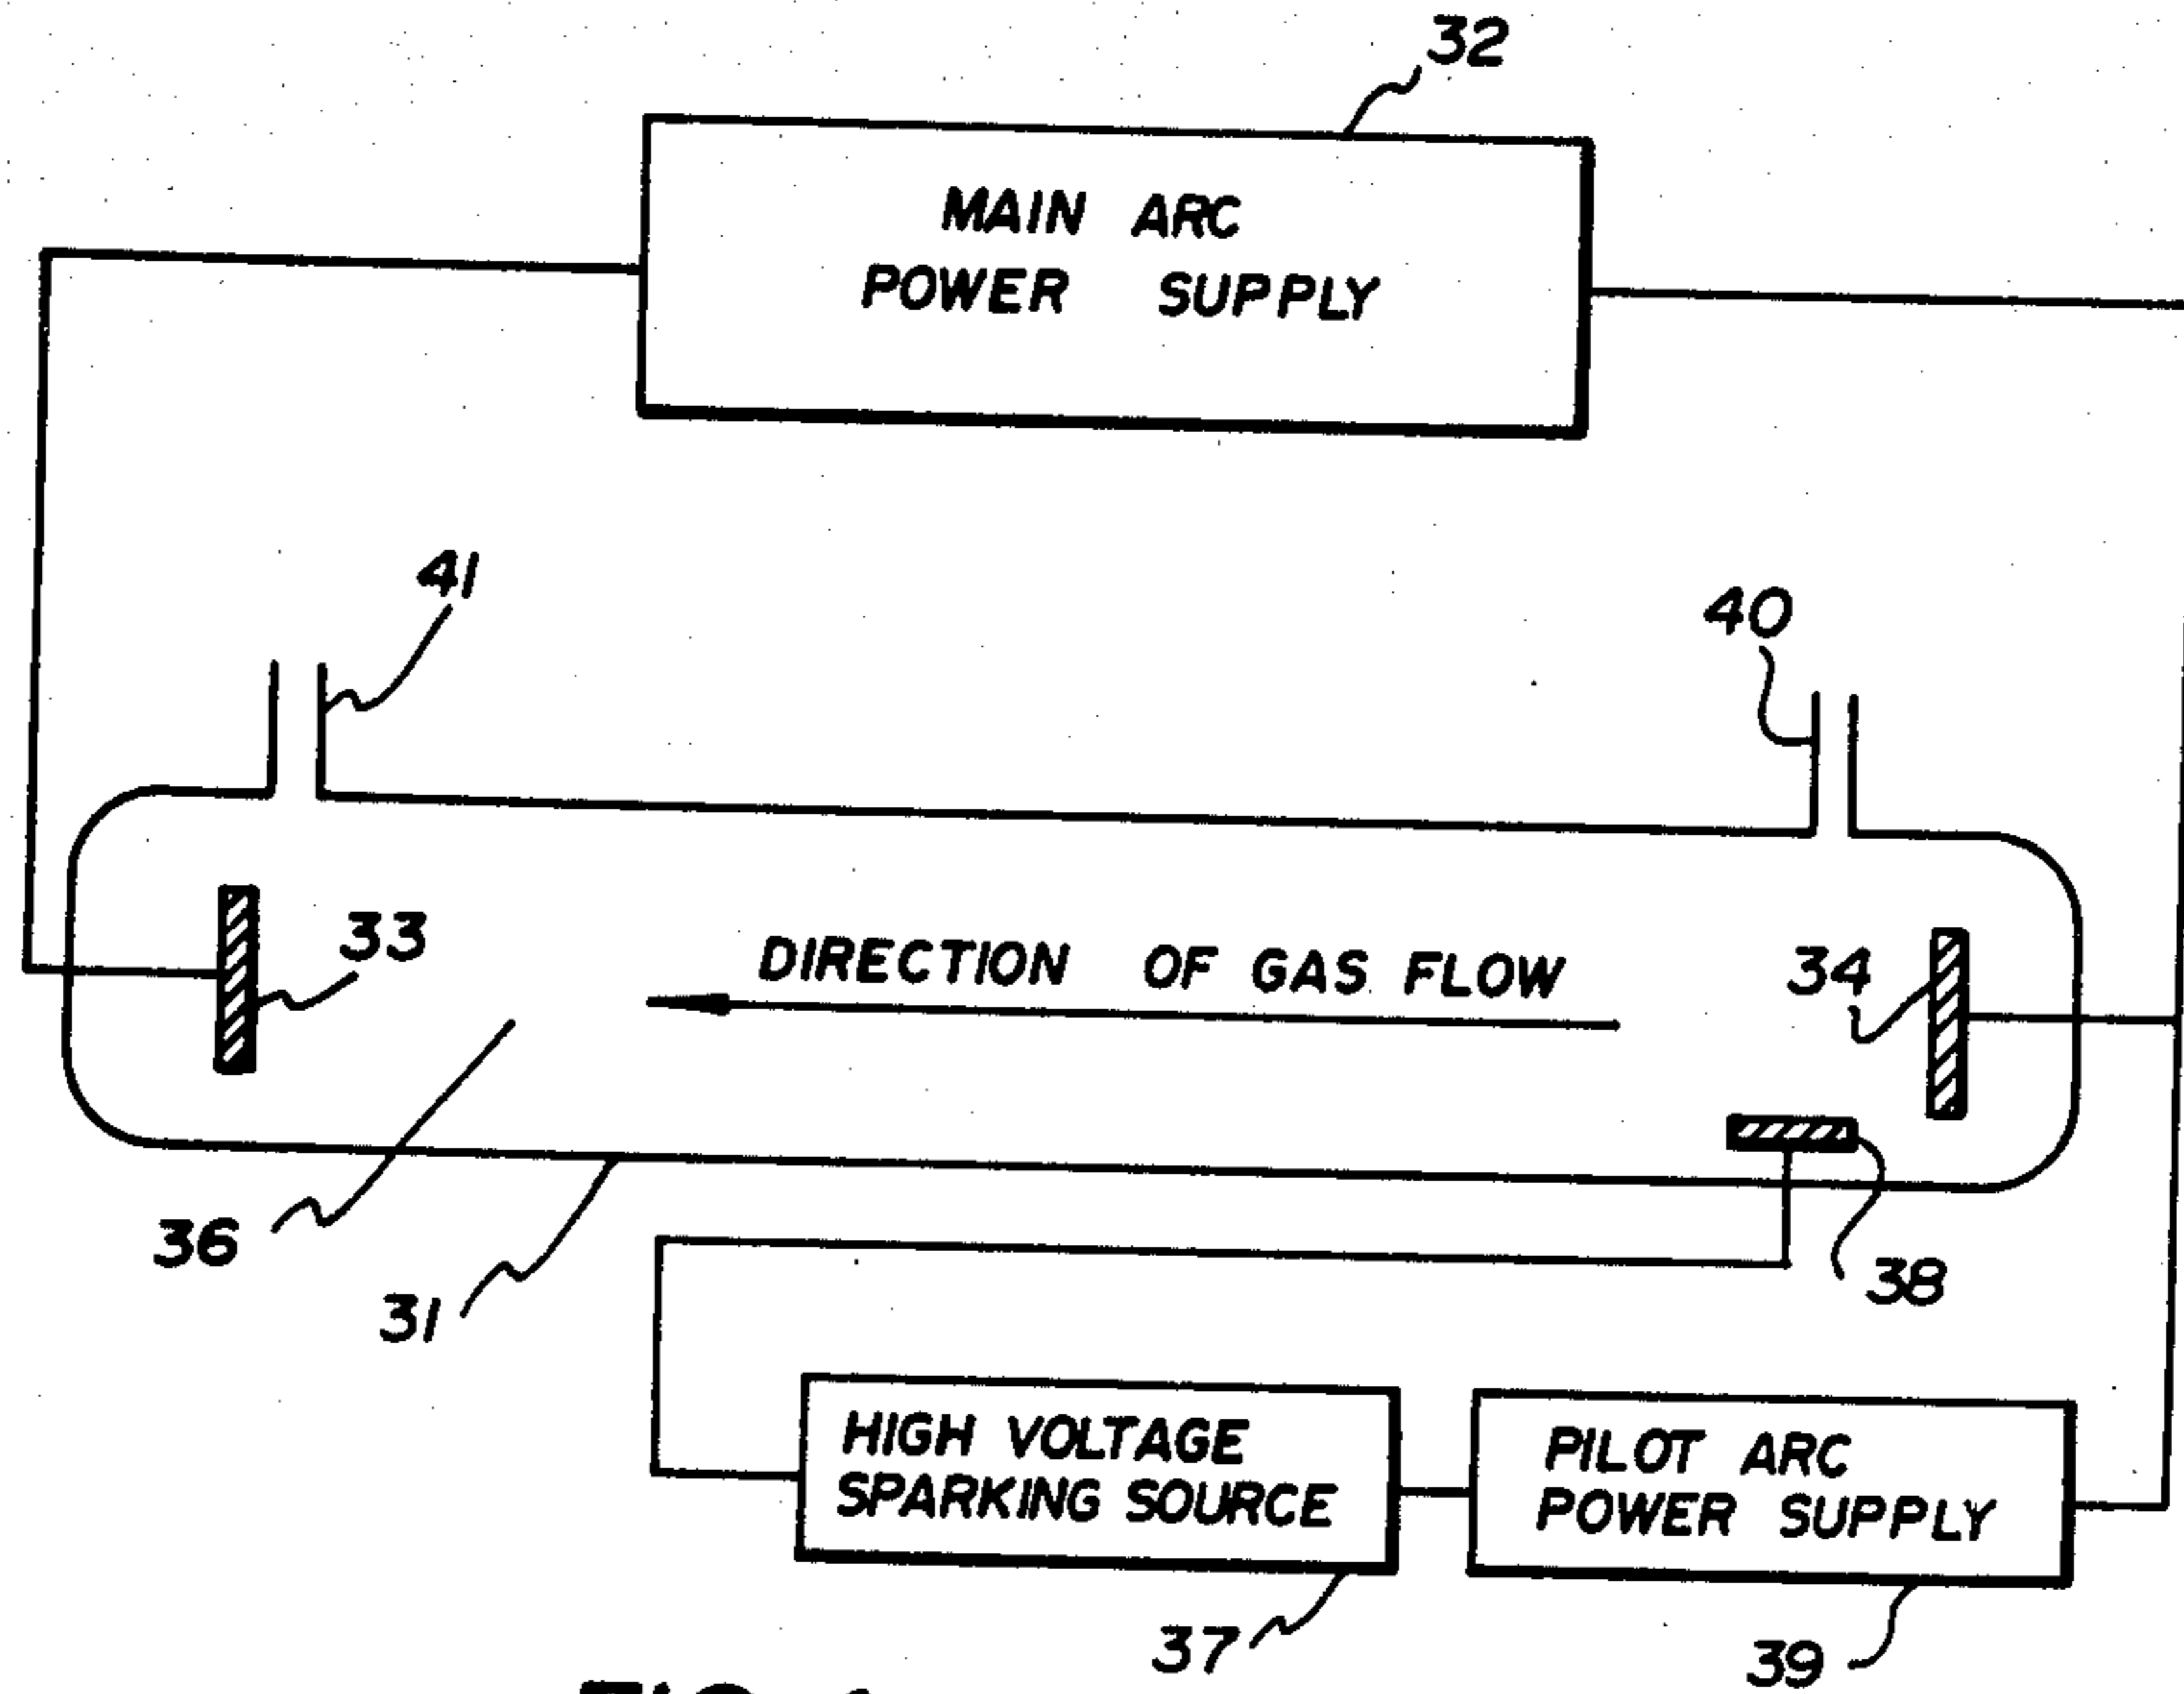 32
MAIN ARC
POWER SUPPLY
41
40
33
DIRECTION OF GAS FLOW
34
36
31
38
HIGH VOLTAGE
SPARKING SOURCE
PILOT ARC
POWER SUPPLY
37
39